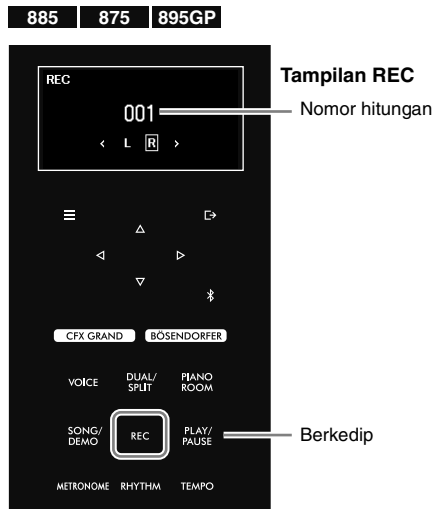 885 875 895GP
Tampilan REC
REC
001
Nomor hitungan
L R
CFX GRAND BÖSENDORFER
VOICE DUAL/SPLIT PIANO ROOM
SONG/DEMO REC PLAY/PAUSE
Berkedip
METRONOME RHYTHM TEMPO